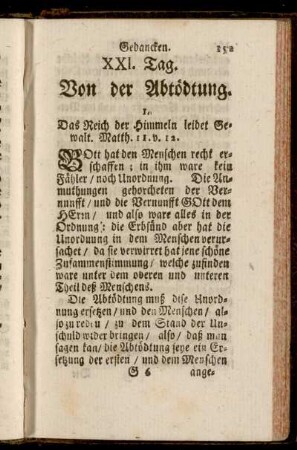 Gedancken. 151
XXI. Tag.
Von der Abtödtung.
1.
Das Reich der Himmeln leidet Ge-
walt. Matth. 11. v. 12.
GOtt hat den Menschen recht er-
schaffen; in ihm ware kein
Fähler / noch Unordnung. Die An-
muthungen gehorcheten der Ver-
nunfft / und die Vernunfft GOtt dem
HErrn / und also ware alles in der
Ordnung: die Erbsünd aber hat die
Unordnung in dem Menschen verur-
sachet / da sie verwirret hat jene schöne
Zusammenstimmung / welche zufinden
ware unter dem oberen und unteren
Theil deß Menschens.
Die Abtödtung muß dise Unord-
nung ersetzen / und den Menschen / al-
so zu reden / zu dem Stand der Un-
schuld wider bringen / also / daß man
sagen kan / die Abtödtung seye ein Er-
setzung der ersten / und dem Menschen
G 6 ange-